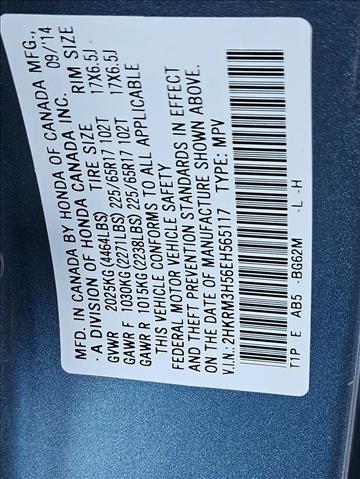 MFD. IN CANADA BY HONDA OF CANADA MFG.,
A DIVISION OF HONDA CANADA INC. 09/'14
TIRE SIZE RIM SIZE
GVWR 2025KG(4464LBS)
GAWR F 1030KG(2271LBS) 225/65R17 102T 17X6.5J
GAWR R 1015KG(2238LBS) 225/65R17 102T 17X6.5J
THIS VEHICLE CONFORMS TO ALL APPLICABLE
FEDERAL MOTOR VEHICLE SAFETY
AND THEFT PREVENTION STANDARDS IN EFFECT
ON THE DATE OF MANUFACTURE SHOWN ABOVE.
V.I.N.: 2HKRM3H56EH565117 TYPE: MPV
T1P E AB5 -BG62M -L -H